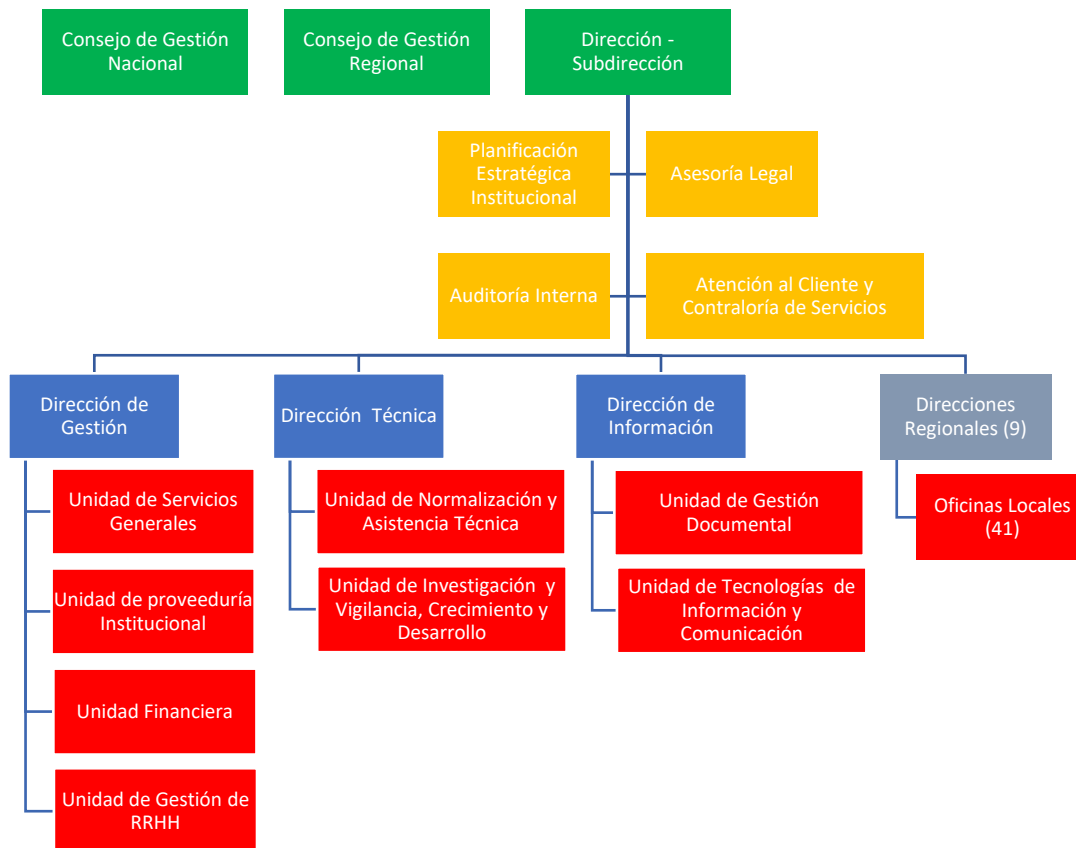 Consejo de Gestión
Nacional
Consejo de Gestión
Regional
Dirección -
Subdirección
Planificación
Estratégica
Institucional
Asesoría Legal
Auditoría Interna
Atención al Cliente y
Contraloría de Servicios
Dirección de
Gestión
Dirección Técnica
Dirección de
Información
Direcciones
Regionales (9)
Unidad de Servicios
Generales
Unidad de proveeduría
Institucional
Unidad Financiera
Unidad de Gestión de
RRHH
Unidad de Normalización y
Asistencia Técnica
Unidad de Investigación y
Vigilancia, Crecimiento y
Desarrollo
Unidad de Gestión
Documental
Unidad de Tecnologías de
Información y
Comunicación
Oficinas Locales
(41)